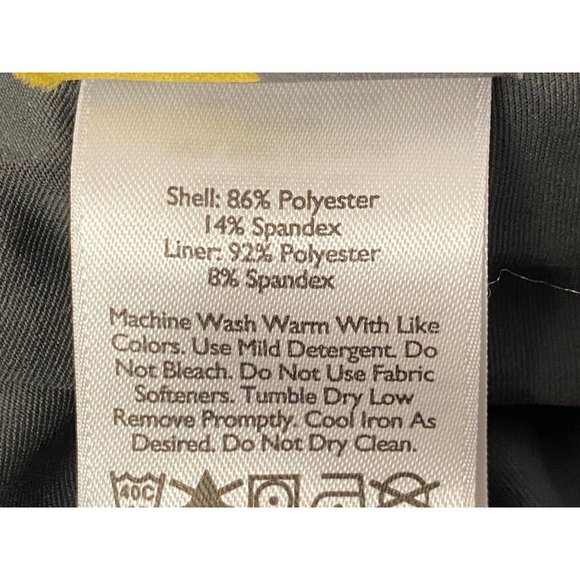 Shell: 86% Polyester
14% Spandex
Liner: 92% Polyester
8% Spandex
Machine Wash Warm With Like
Colors. Use Mild Detergent. Do
Not Bleach. Do Not Use Fabric
Softeners. Tumble Dry Low
Remove Promptly. Cool Iron As
Desired. Do Not Dry Clean.
40C